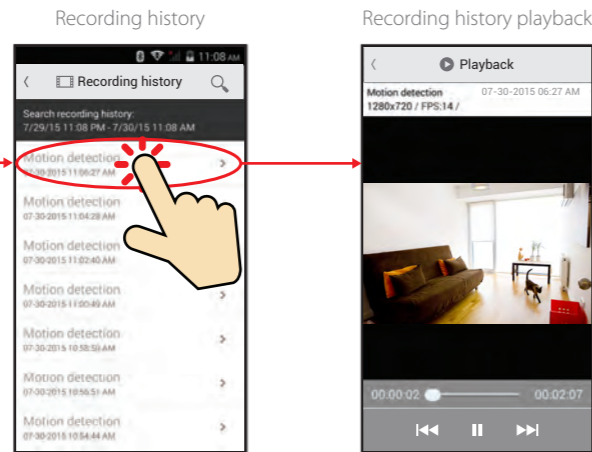 Recording history
11:08 AM
Recording history
Search recording history:
7/29/15 11:08 PM - 7/30/15 11:08 AM
Motion detection
07-30-2015 11:06:27 AM
Motion detection
07-30-2015 11:04:28 AM
Motion detection
07-30-2015 11:02:40 AM
Motion detection
07-30-2015 11:00:49 AM
Motion detection
07-30-2015 10:58:59 AM
Motion detection
07-30-2015 10:56:51 AM
Motion detection
07-30-2015 10:54:44 AM
Recording history playback
Playback
Motion detection 07-30-2015 06:27 AM
1280x720 / FPS:14 /
00:00:02 00:02:07